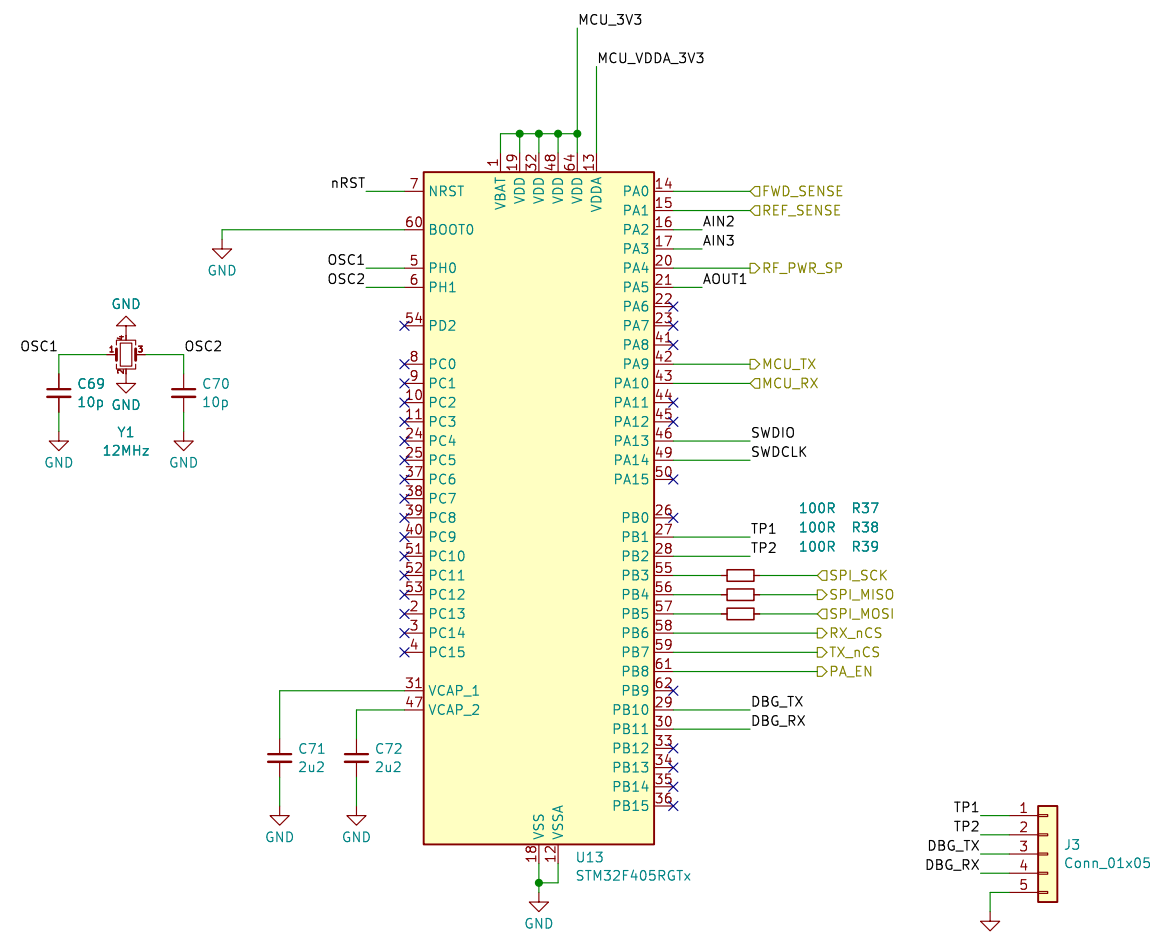 MCU_3V3
MCU_VDDA_3V3
1 19 32 48 64 13
VBAT VDD VDD VDD VDD VDDA
nRST 7 NRST
60 BOOT0
GND
OSC1 5 PH0
OSC2 6 PH1
54 PD2
8 PC0
9 PC1
10 PC2
11 PC3
24 PC4
25 PC5
37 PC6
38 PC7
39 PC8
40 PC9
51 PC10
52 PC11
53 PC12
2 PC13
3 PC14
4 PC15
31 VCAP_1
47 VCAP_2
PA0 14 FWD_SENSE
PA1 15 REF_SENSE
PA2 16 AIN2
PA3 17 AIN3
PA4 20 RF_PWR_SP
PA5 21 AOUT1
PA6 22
PA7 23
PA8 41
PA9 42 MCU_TX
PA10 43 MCU_RX
PA11 44
PA12 45
PA13 46 SWDIO
PA14 49 SWDCLK
PA15 50
100R R37
100R R38
100R R39
PB0 26
PB1 27 TP1
PB2 28 TP2
PB3 55 SPI_SCK
PB4 56 SPI_MISO
PB5 57 SPI_MOSI
PB6 58 RX_nCS
PB7 59 TX_nCS
PB8 61 PA_EN
PB9 62
PB10 29 DBG_TX
PB11 30 DBG_RX
PB12 33
PB13 34
PB14 35
PB15 36
VSS VSSA
18 12
U13
STM32F405RGTx
GND
GND
OSC1 1 4 3 OSC2
2
C69
10p
GND
C70
10p
Y1
12MHz
GND
GND
C71
2u2
C72
2u2
GND
GND
TP1 1
TP2 2
DBG_TX 3
DBG_RX 4
5
J3
Conn_01x05